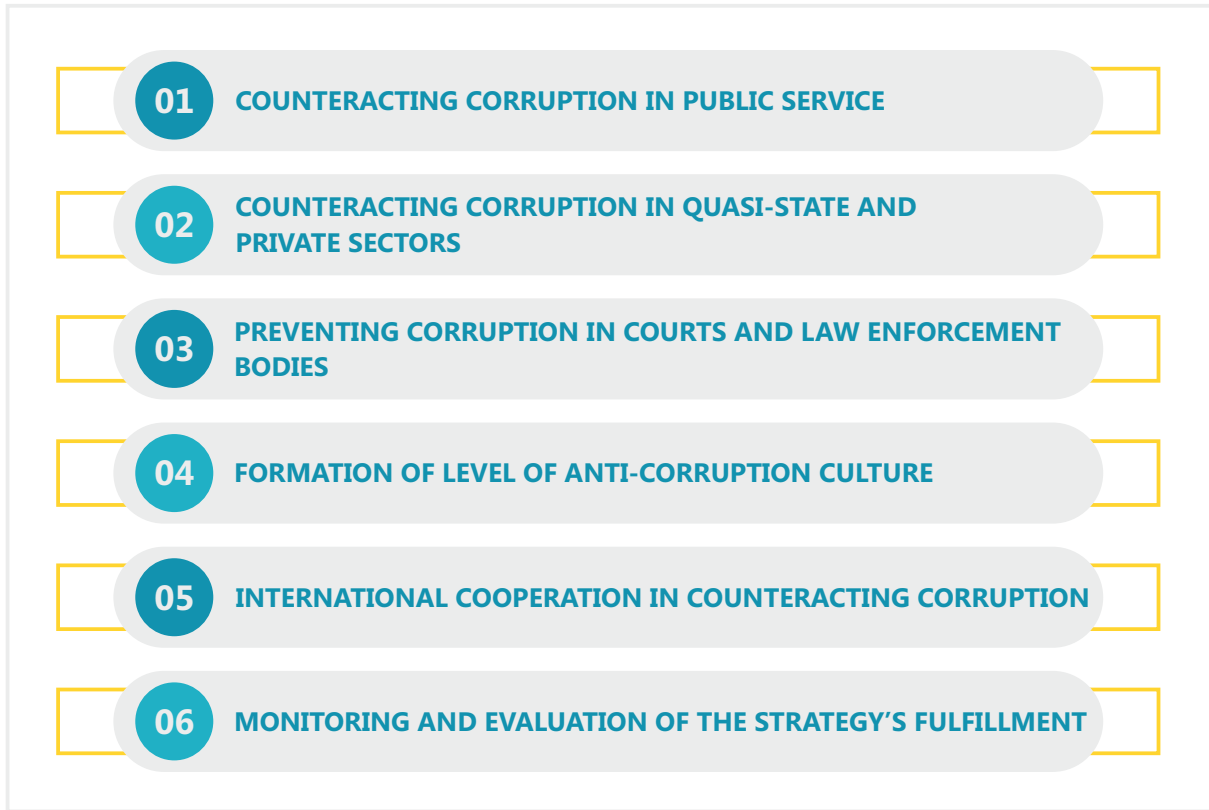 01 COUNTERACTING CORRUPTION IN PUBLIC SERVICE
02 COUNTERACTING CORRUPTION IN QUASI-STATE AND
PRIVATE SECTORS
03 PREVENTING CORRUPTION IN COURTS AND LAW ENFORCEMENT
BODIES
04 FORMATION OF LEVEL OF ANTI-CORRUPTION CULTURE
05 INTERNATIONAL COOPERATION IN COUNTERACTING CORRUPTION
06 MONITORING AND EVALUATION OF THE STRATEGY’S FULFILLMENT